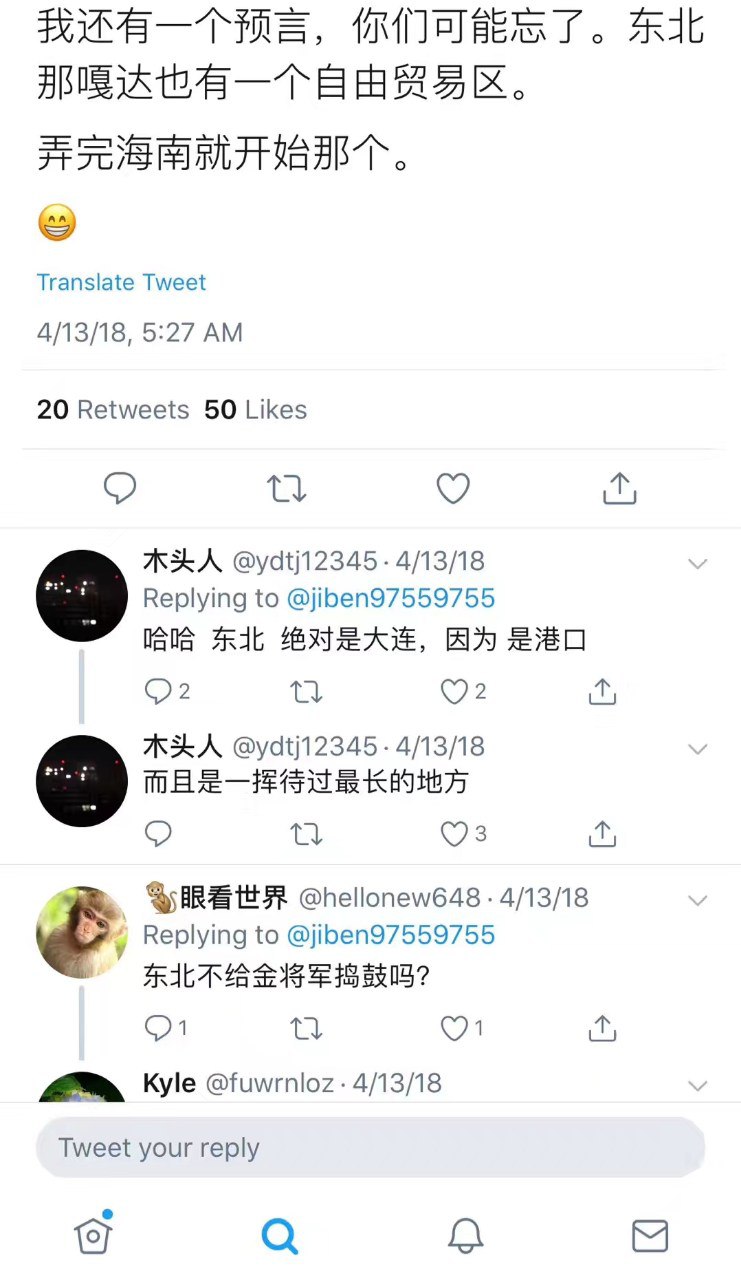 我还有一个预言，你们可能忘了。东北
那嘎达也有一个自由贸易区。
弄完海南就开始那个。
😁
Translate Tweet
4/13/18, 5:27 AM
20 Retweets 50 Likes
木头人 @ydtj12345 · 4/13/18
Replying to @jiben97559755
哈哈 东北 绝对是大连，因为 是港口
2 2
木头人 @ydtj12345 · 4/13/18
而且是一挥待过最长的地方
3
🐒眼看世界 @hellonew648 · 4/13/18
Replying to @jiben97559755
东北不给金将军捣鼓吗?
1 1
Kyle @fuwrnloz · 4/13/18
Tweet your reply